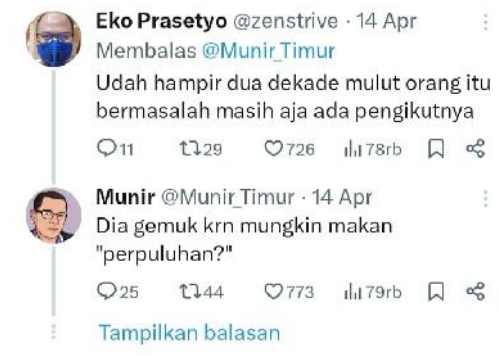 Eko Prasetyo @zenstrive · 14 Apr
Membalas @Munir_Timur
Udah hampir dua dekade mulut orang itu
bermasalah masih aja ada pengikutnya
11 29 726 78rb
Munir @Munir_Timur · 14 Apr
Dia gemuk krn mungkin makan
"perpuluhan?"
25 44 773 79rb
Tampilkan balasan